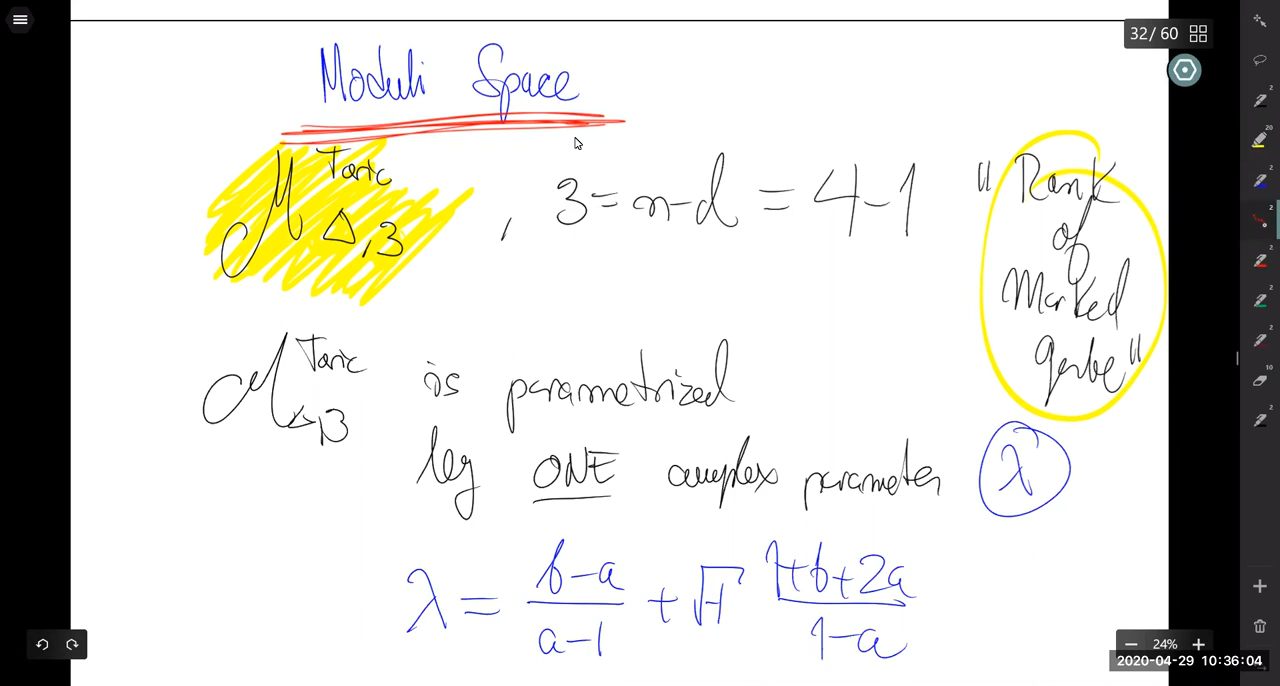 32/60
Moduli Space
ℳ^Toric_Δ,3 , 3 = n-d = 4-1 "Rank of Marked gerbe"
ℳ^Toric_Δ,3 is parametrized
by ONE complex parameter λ
λ = (b-a)/(a-1) + √-1 (1+b+2a)/(1-a)
24%
2020-04-29 10:36:04